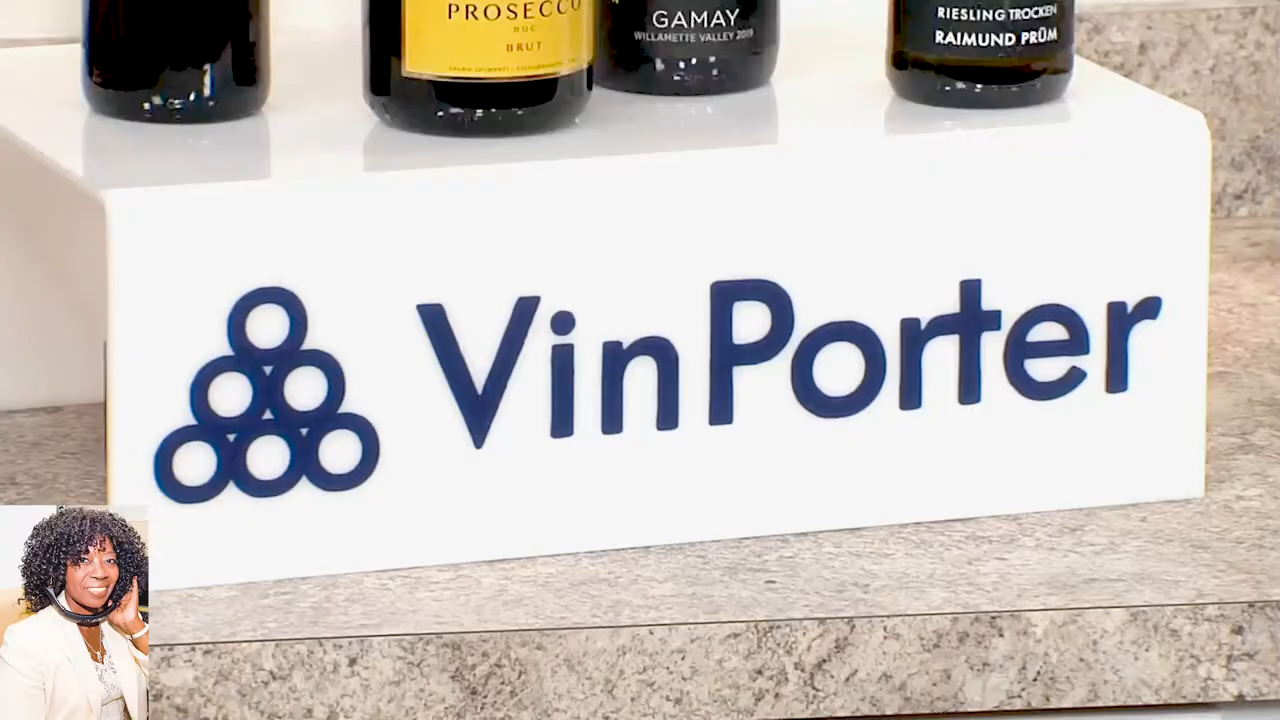 PROSECCO
DOC
BRUT
GAMAY
WILLAMETTE VALLEY 2019
RIESLING TROCKEN
RAIMUND PRÜM
VinPorter